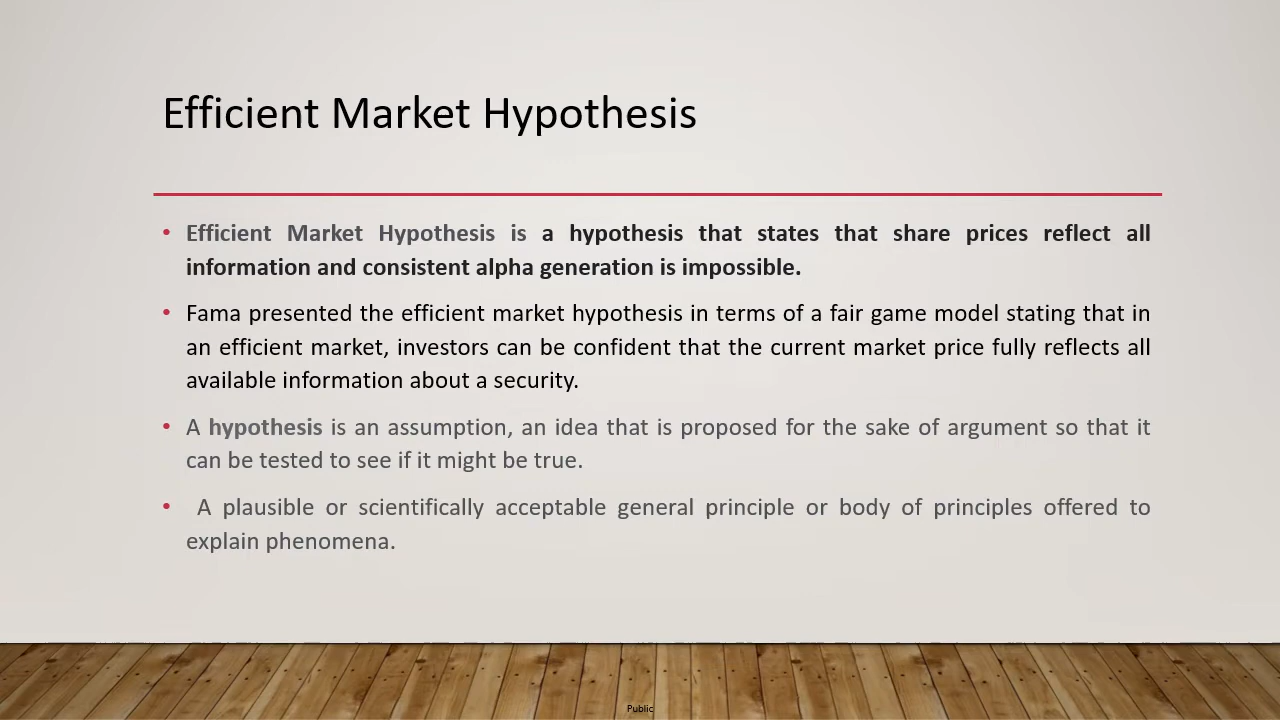 Efficient Market Hypothesis
• Efficient Market Hypothesis is a hypothesis that states that share prices reflect all
information and consistent alpha generation is impossible.
• Fama presented the efficient market hypothesis in terms of a fair game model stating that in
an efficient market, investors can be confident that the current market price fully reflects all
available information about a security.
• A hypothesis is an assumption, an idea that is proposed for the sake of argument so that it
can be tested to see if it might be true.
• A plausible or scientifically acceptable general principle or body of principles offered to
explain phenomena.
Public